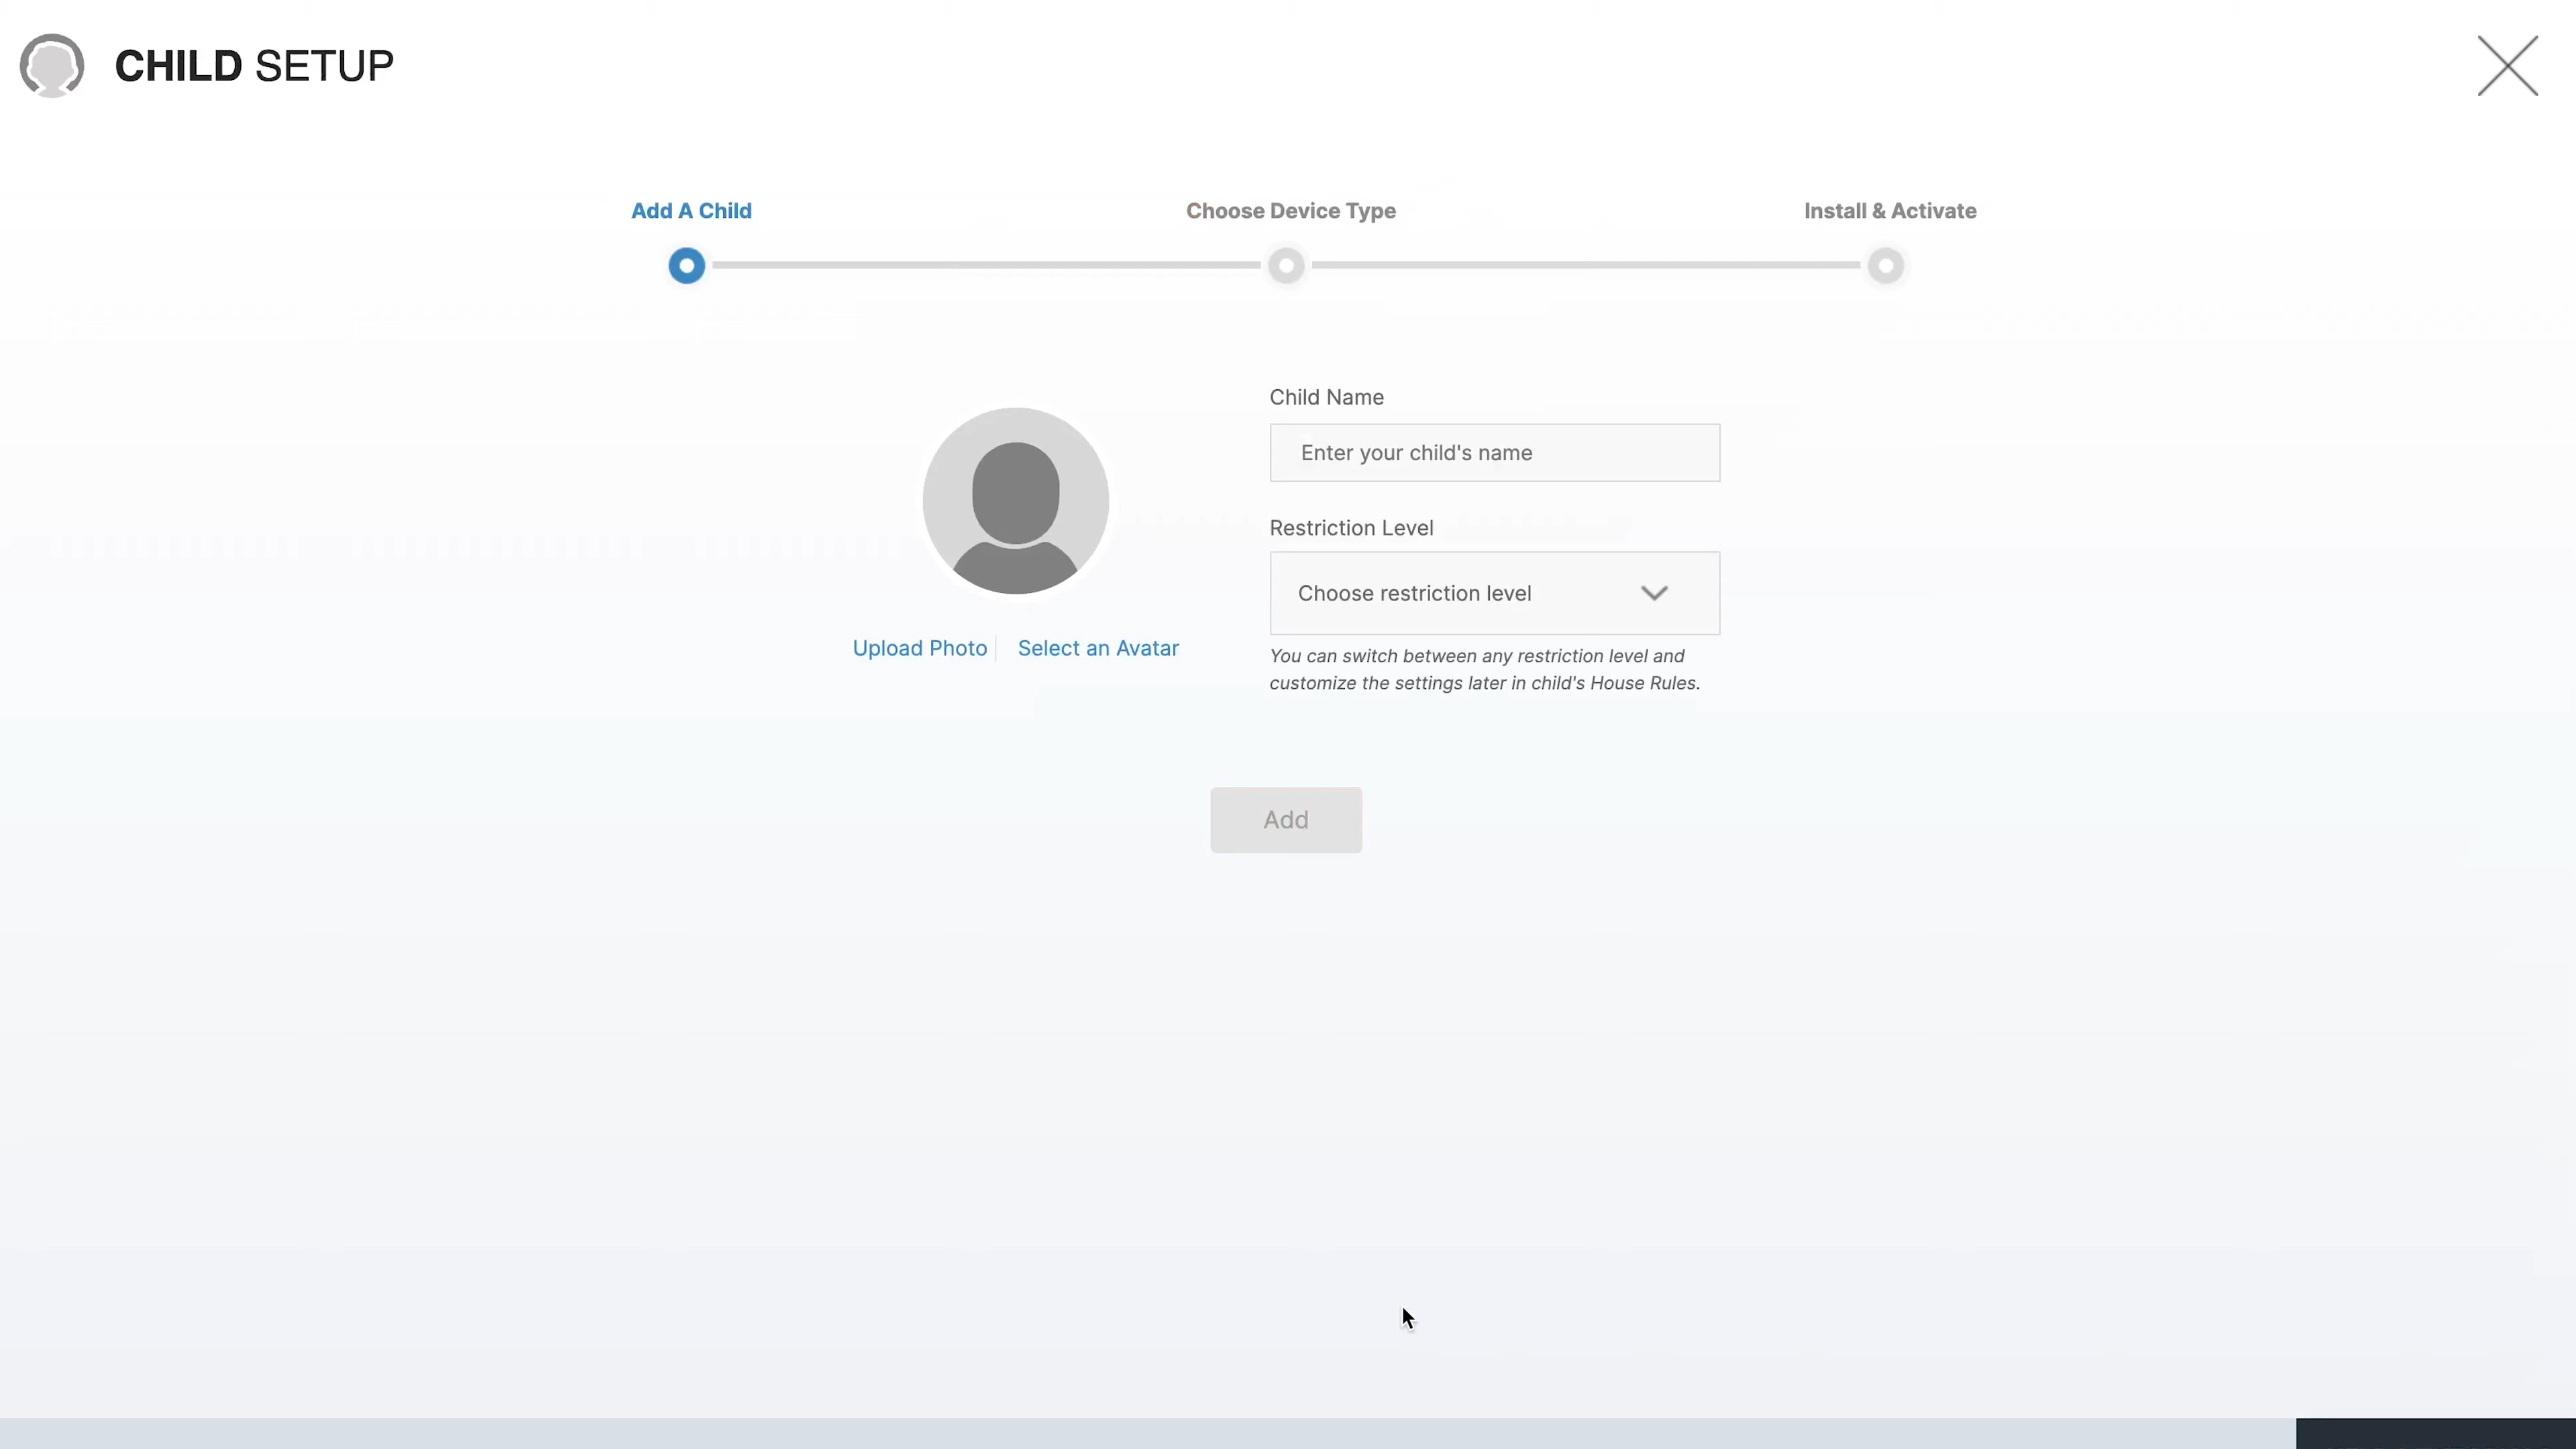 CHILD SETUP
Add A Child
Choose Device Type
Install & Activate
Child Name
Enter your child's name
Restriction Level
Choose restriction level
You can switch between any restriction level and
customize the settings later in child's House Rules.
Upload Photo
Select an Avatar
Add